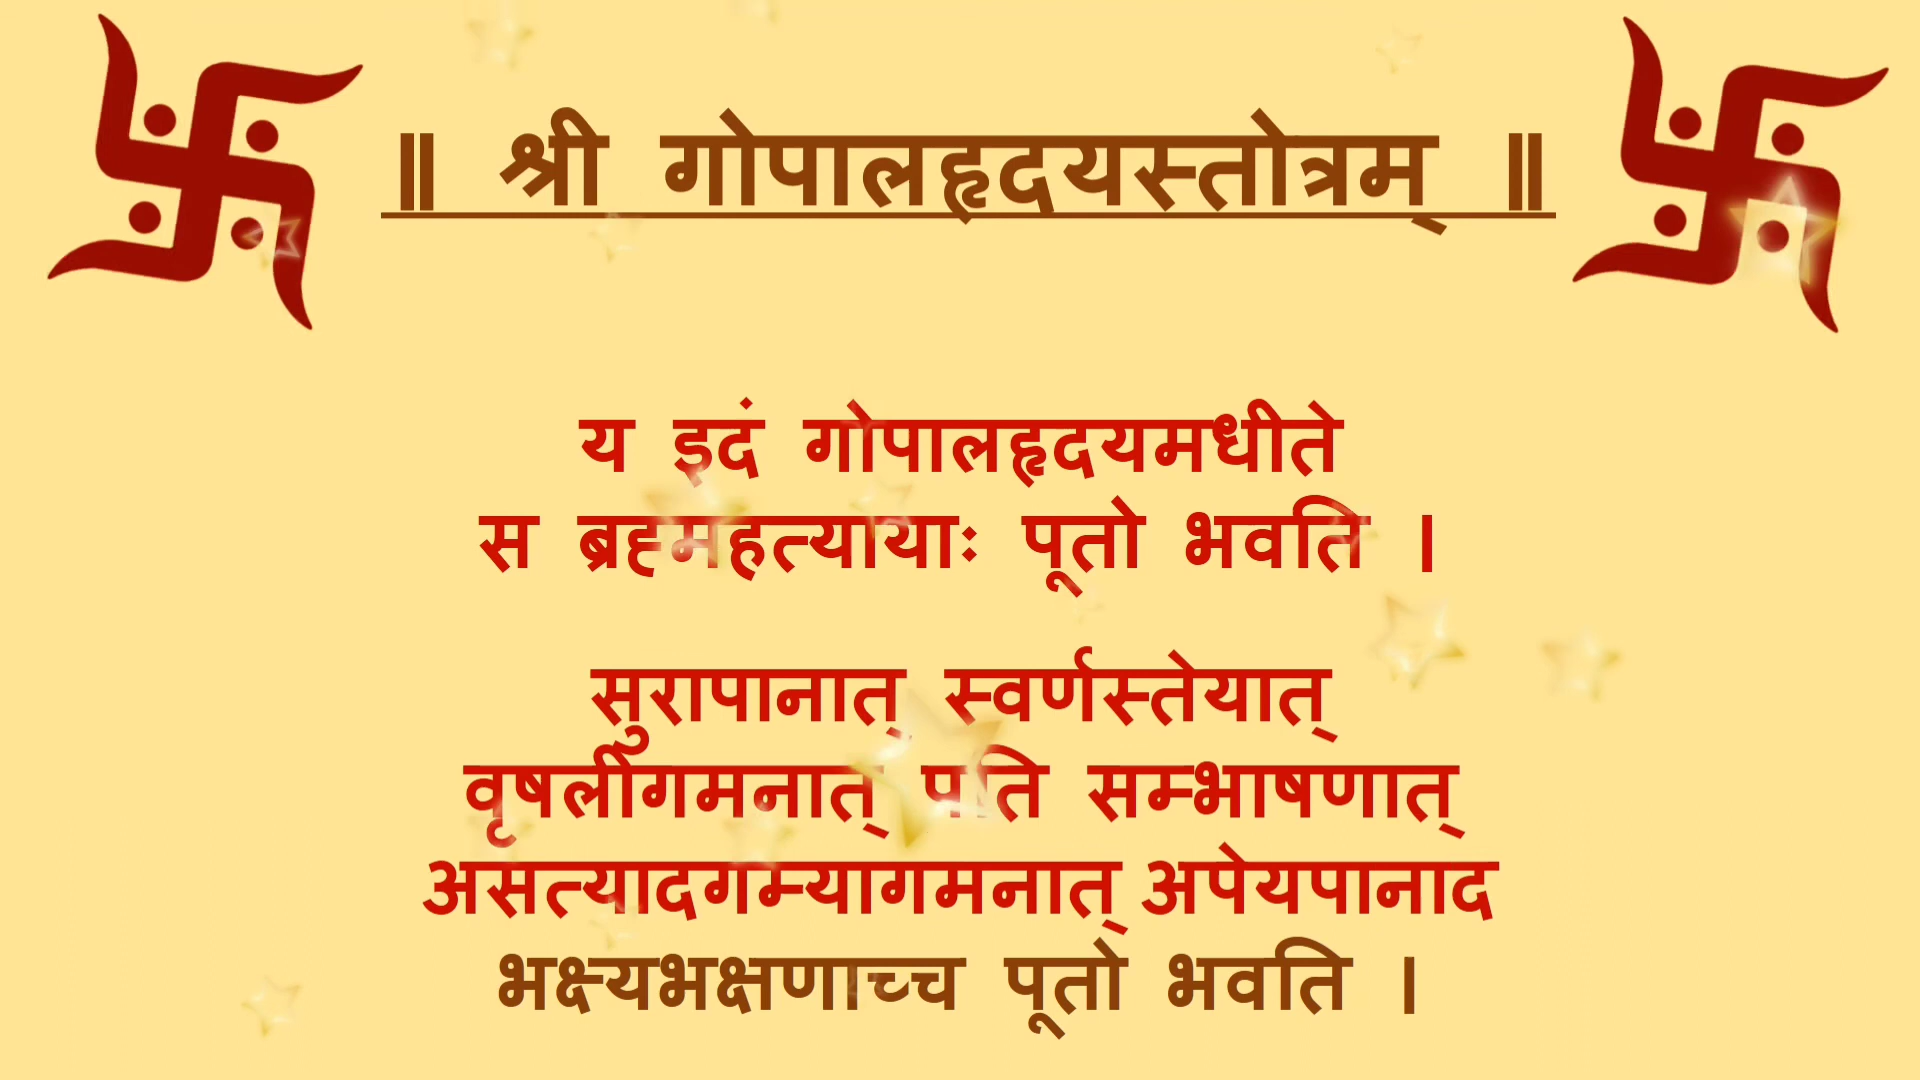 ॥ श्री गोपालहृदयस्तोत्रम् ॥
य इदं गोपालहृदयमधीते
स ब्रह्महत्यायाः पूतो भवति ।
सुरापानात् स्वर्णस्तेयात्
वृषलीगमनात् पति सम्भाषणात्
असत्यादगम्यागमनात् अपेयपानाद
भक्ष्यभक्षणाच्च पूतो भवति ।